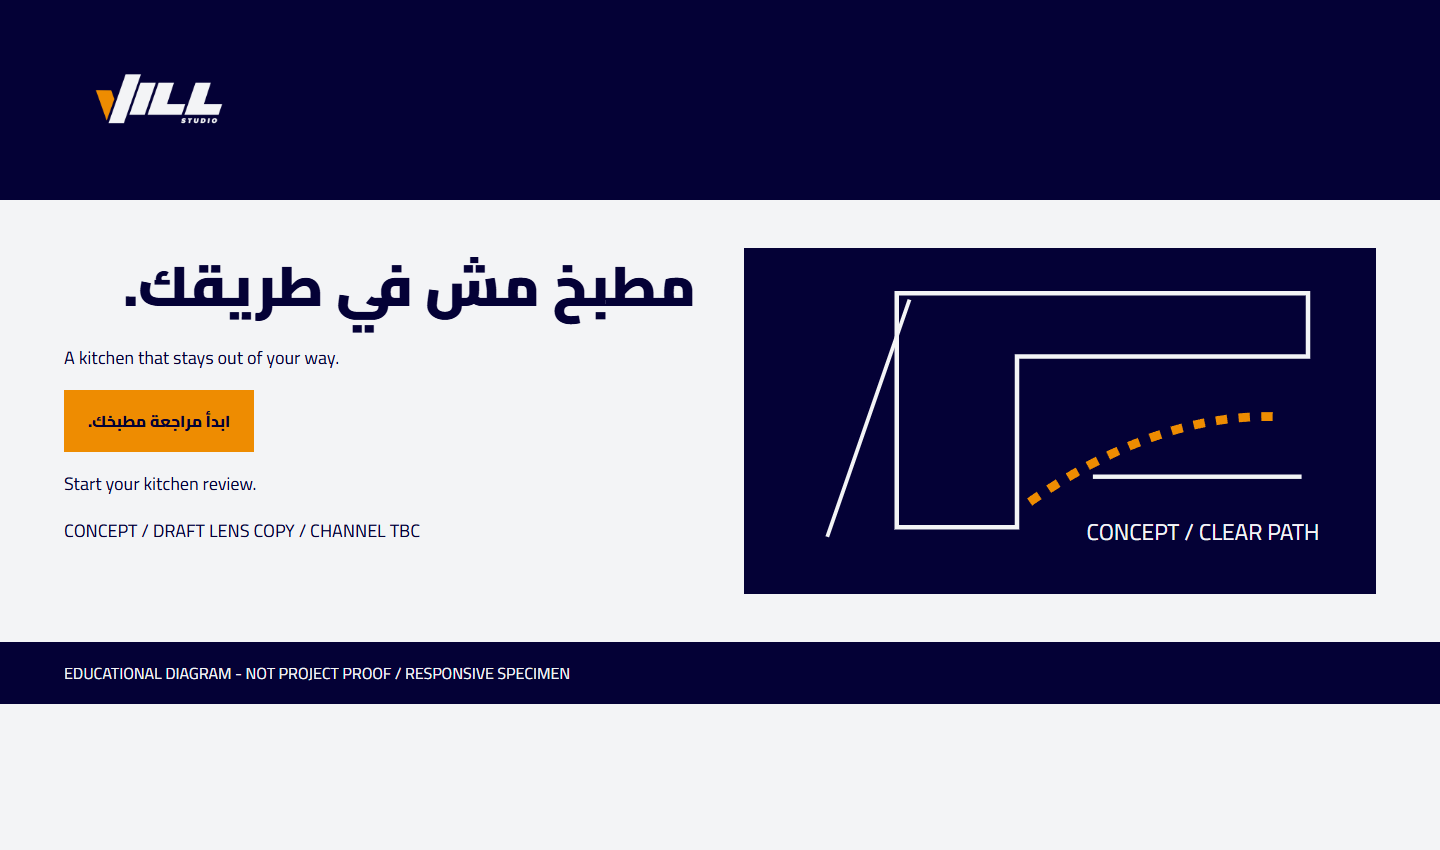 VILL
STUDIO
مطبخ مش في طريقك.
A kitchen that stays out of your way.
ابدأ مراجعة مطبخك.
Start your kitchen review.
CONCEPT / DRAFT LENS COPY / CHANNEL TBC
CONCEPT / CLEAR PATH
EDUCATIONAL DIAGRAM - NOT PROJECT PROOF / RESPONSIVE SPECIMEN